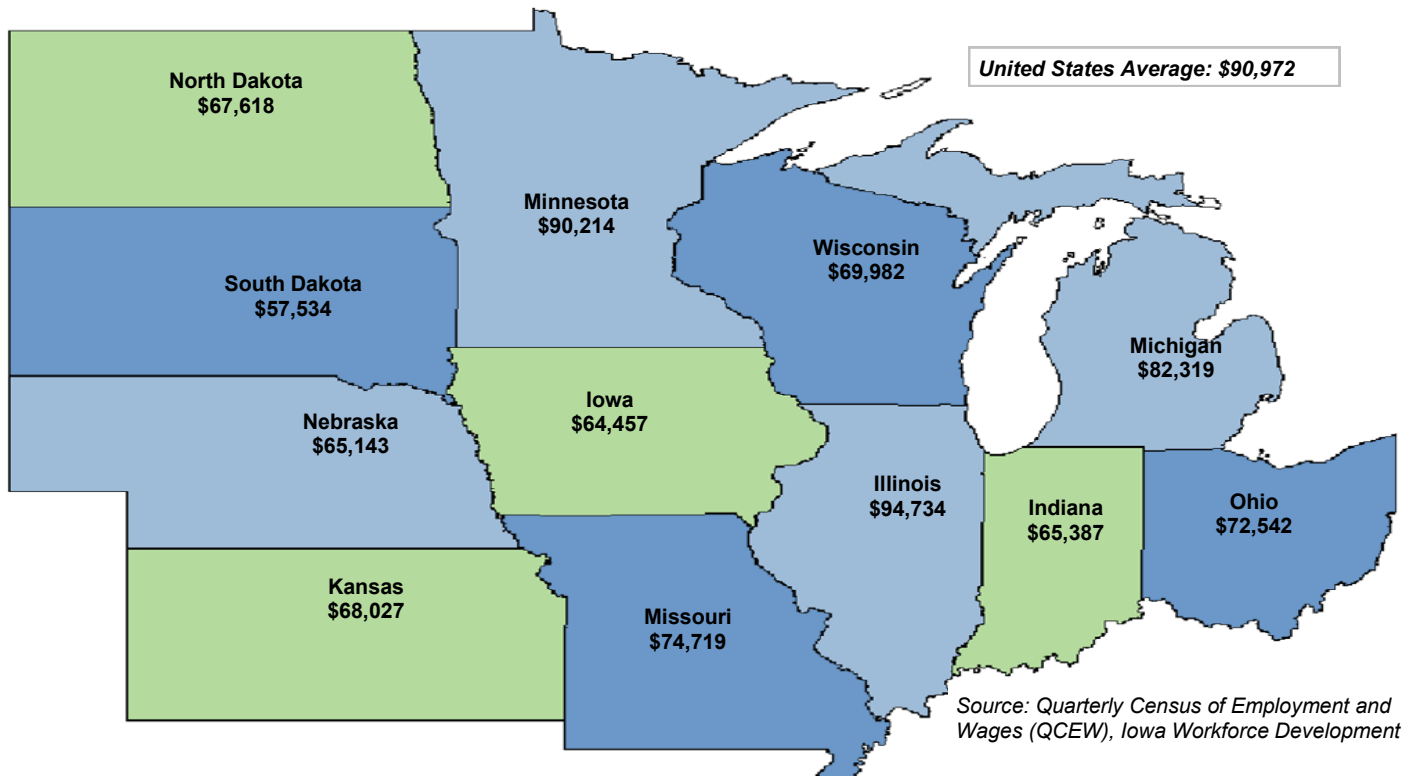 United States Average: $90,972
North Dakota
$67,618
Minnesota
$90,214
Wisconsin
$69,982
South Dakota
$57,534
Michigan
$82,319
Iowa
$64,457
Nebraska
$65,143
Illinois
$94,734
Indiana
$65,387
Ohio
$72,542
Kansas
$68,027
Missouri
$74,719
Source: Quarterly Census of Employment and
Wages (QCEW), Iowa Workforce Development